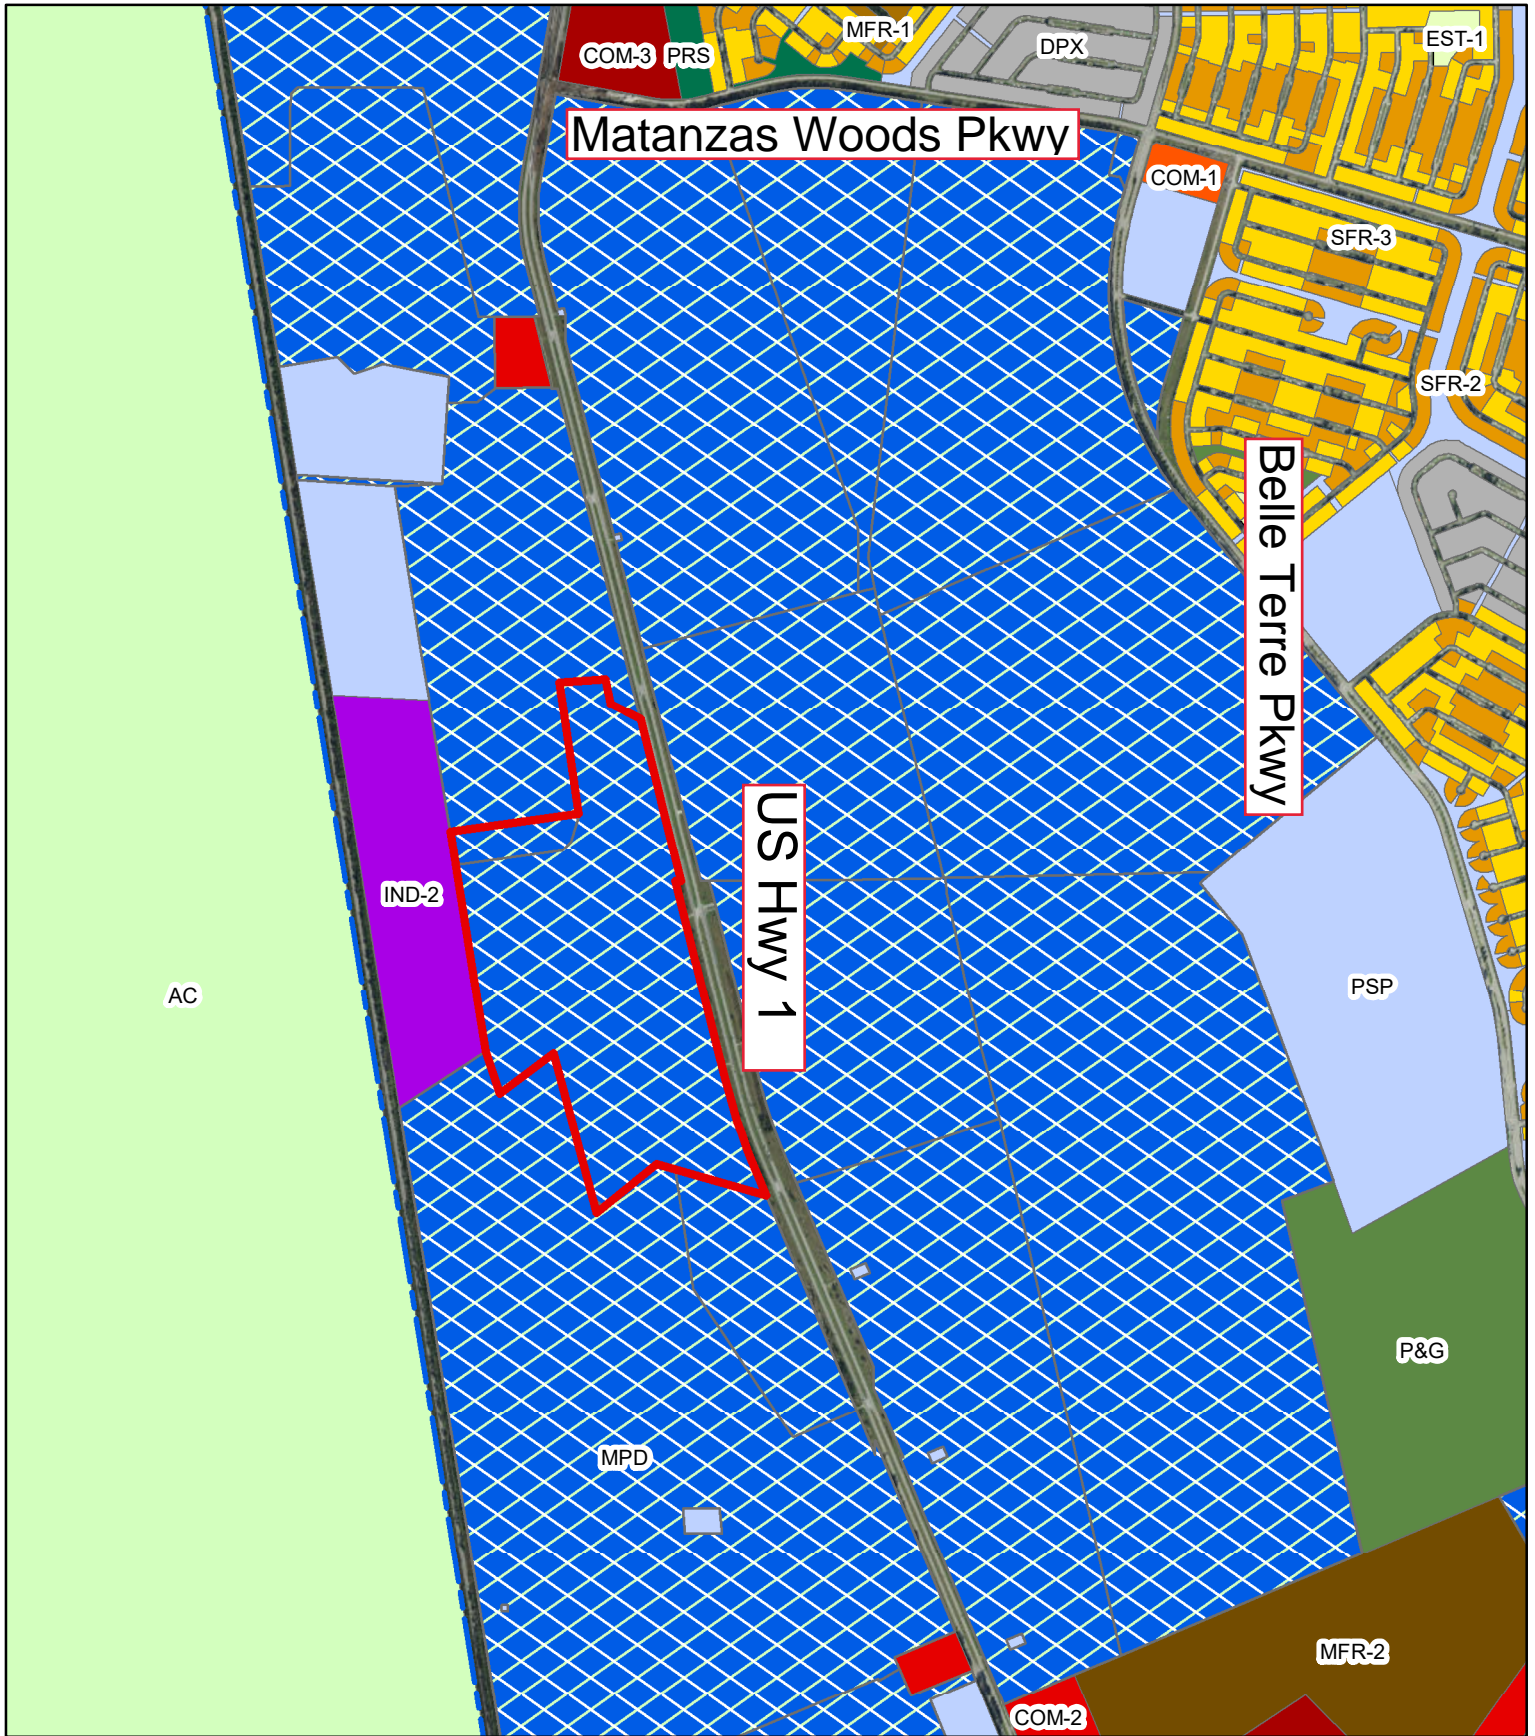 COM-3
PRS
MFR-1
DPX
EST-1
Matanzas Woods Pkwy
COM-1
SFR-3
SFR-2
Belle Terre Pkwy
US Hwy 1
IND-2
AC
PSP
P&G
MPD
MFR-2
COM-2